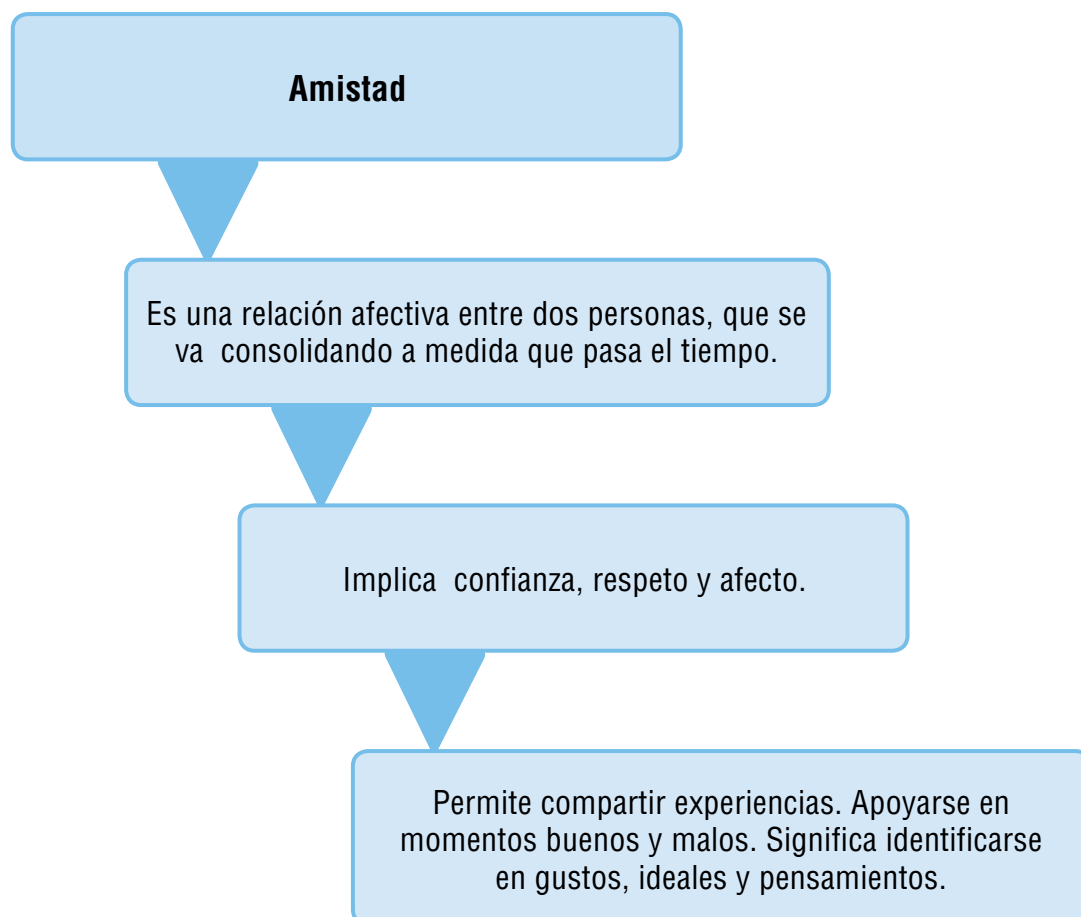 Amistad
Es una relación afectiva entre dos personas, que se
va consolidando a medida que pasa el tiempo.
Implica confianza, respeto y afecto.
Permite compartir experiencias. Apoyarse en
momentos buenos y malos. Significa identificarse
en gustos, ideales y pensamientos.